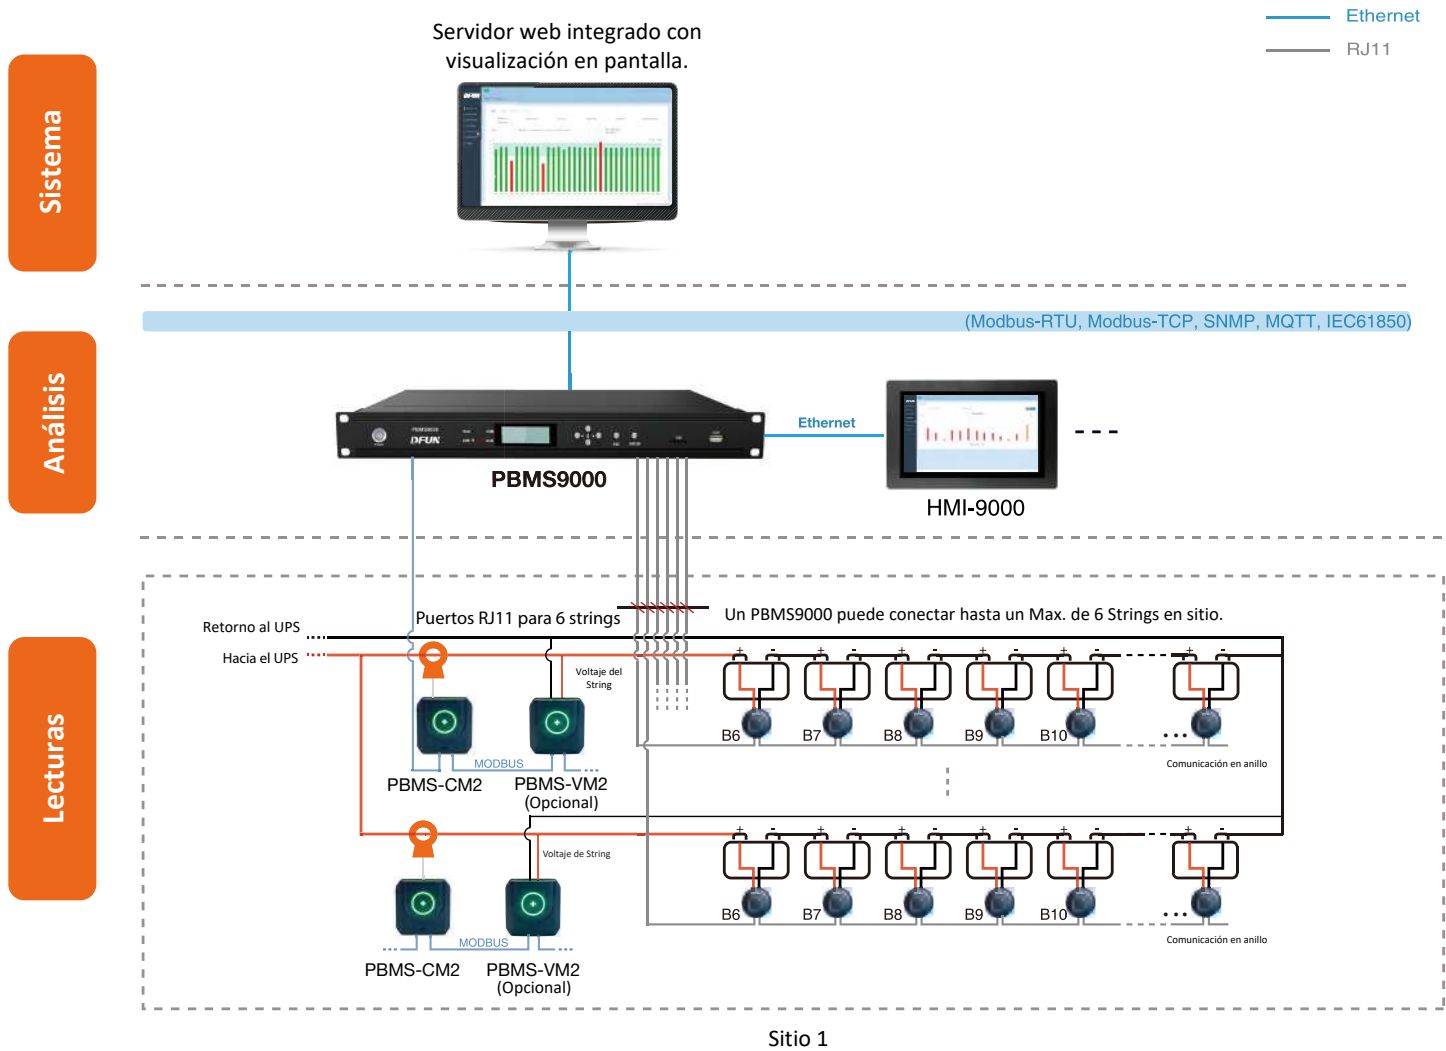 Ethernet
RJ11
Servidor web integrado con
visualización en pantalla.
Sistema
(Modbus-RTU, Modbus-TCP, SNMP, MQTT, IEC61850)
Análisis
DFUN
Ethernet
PBMS9000
HMI-9000
Lecturas
Puertos RJ11 para 6 strings
Un PBMS9000 puede conectar hasta un Max. de 6 Strings en sitio.
Retorno al UPS
Hacia el UPS
Voltaje del
String
+ - + - + - + - + - + -
B6 B7 B8 B9 B10 ...
MODBUS
Comunicación en anillo
PBMS-CM2
PBMS-VM2
(Opcional)
Voltaje de String
+ - + - + - + - + - + -
B6 B7 B8 B9 B10 ...
MODBUS
Comunicación en anillo
PBMS-CM2
PBMS-VM2
(Opcional)
Sitio 1